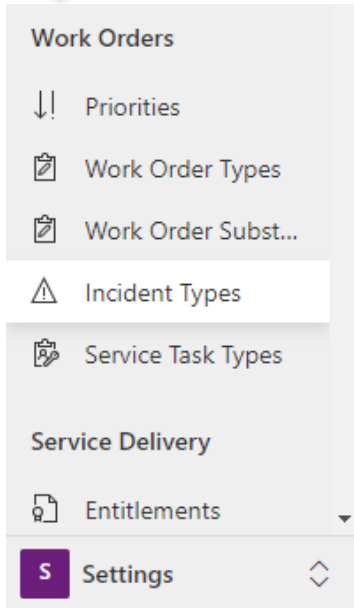 Work Orders
Priorities
Work Order Types
Work Order Subst...
Incident Types
Service Task Types
Service Delivery
Entitlements
S Settings